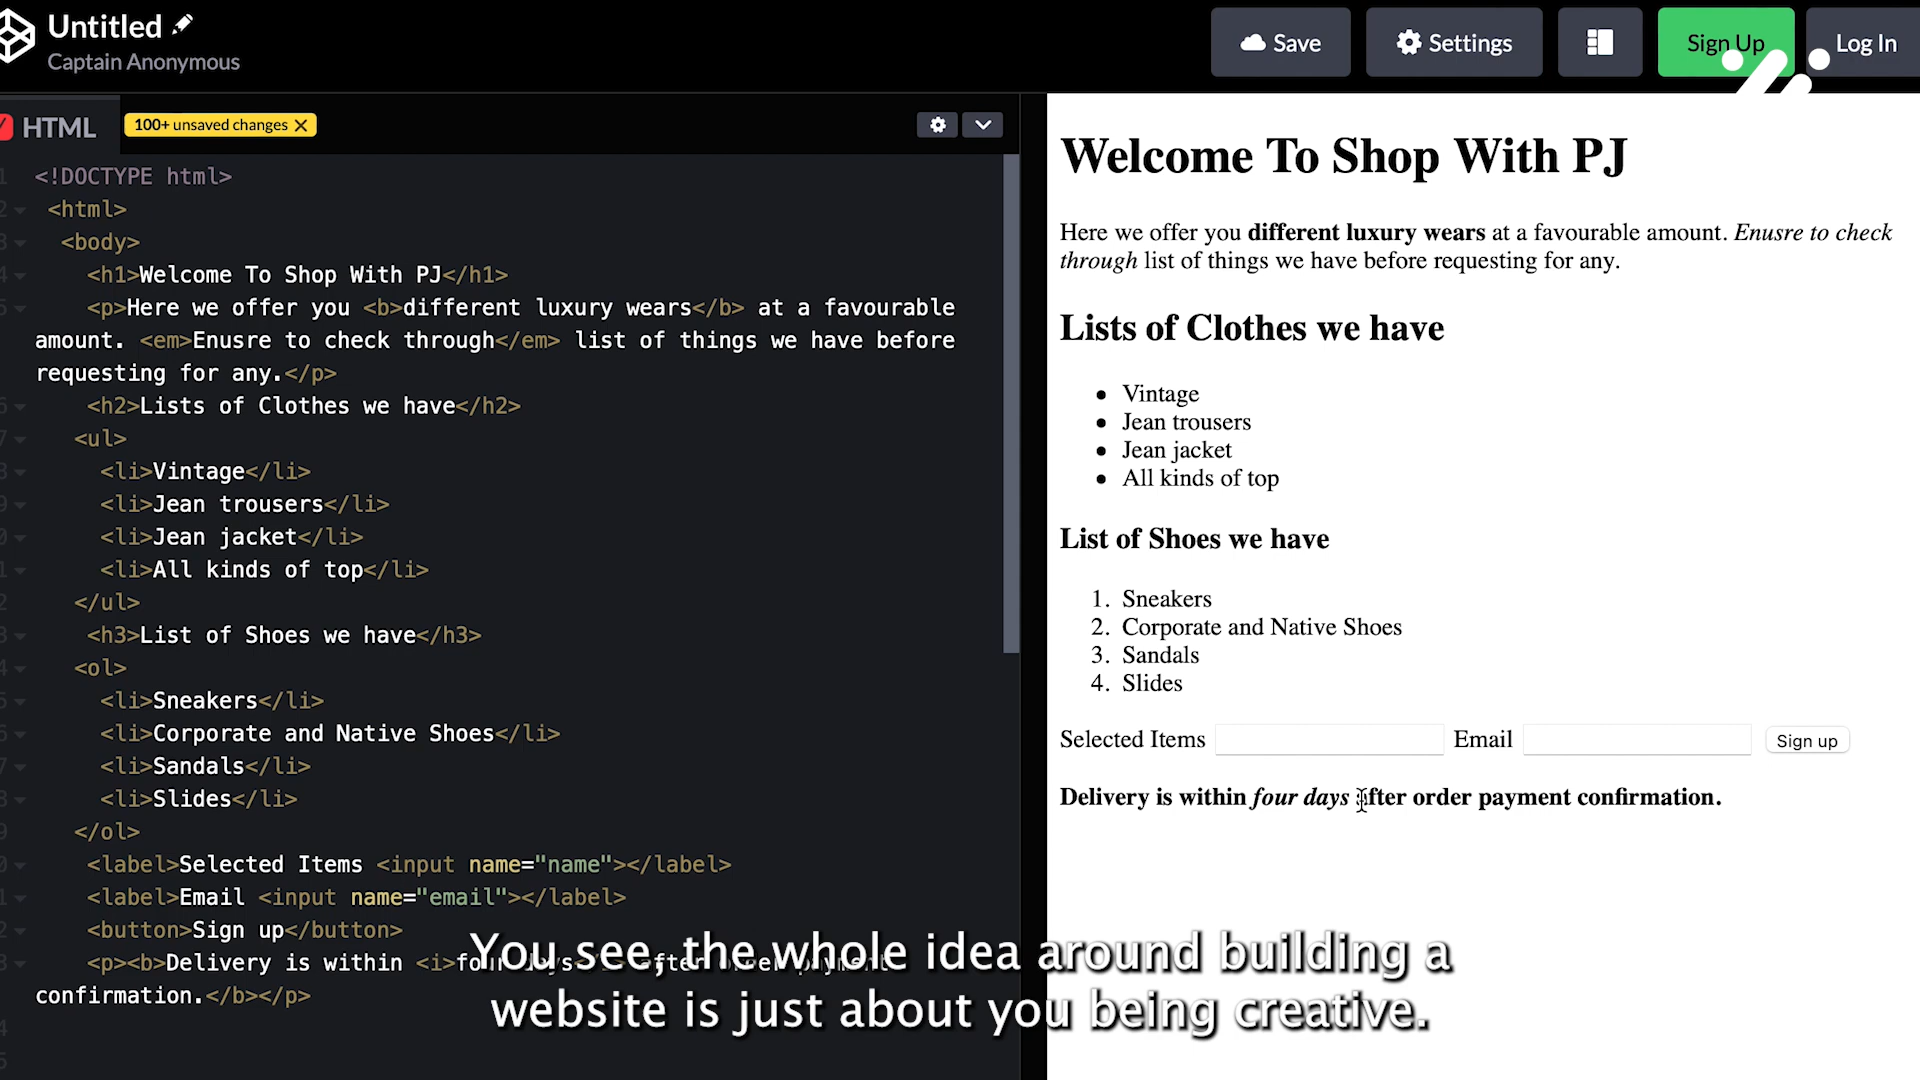 Untitled
Captain Anonymous
Save
Settings
Sign Up
Log In
HTML
100+ unsaved changes
<!DOCTYPE html>
<html>
<body>
<h1>Welcome To Shop With PJ</h1>
<p>Here we offer you <b>different luxury wears</b> at a favourable
amount. <em>Enusre to check through</em> list of things we have before
requesting for any.</p>
<h2>Lists of Clothes we have</h2>
<ul>
<li>Vintage</li>
<li>Jean trousers</li>
<li>Jean jacket</li>
<li>All kinds of top</li>
</ul>
<h3>List of Shoes we have</h3>
<ol>
<li>Sneakers</li>
<li>Corporate and Native Shoes</li>
<li>Sandals</li>
<li>Slides</li>
</ol>
<label>Selected Items <input name="name"></label>
<label>Email <input name="email"></label>
<button>Sign up</button>
<p><b>Delivery is within <i>four days</i> after order payment
confirmation.</b></p>
Welcome To Shop With PJ
Here we offer you different luxury wears at a favourable amount. Enusre to check
through list of things we have before requesting for any.
Lists of Clothes we have
• Vintage
• Jean trousers
• Jean jacket
• All kinds of top
List of Shoes we have
1. Sneakers
2. Corporate and Native Shoes
3. Sandals
4. Slides
Selected Items Email Sign up
Delivery is within four days after order payment confirmation.
You see, the whole idea around building a
website is just about you being creative.